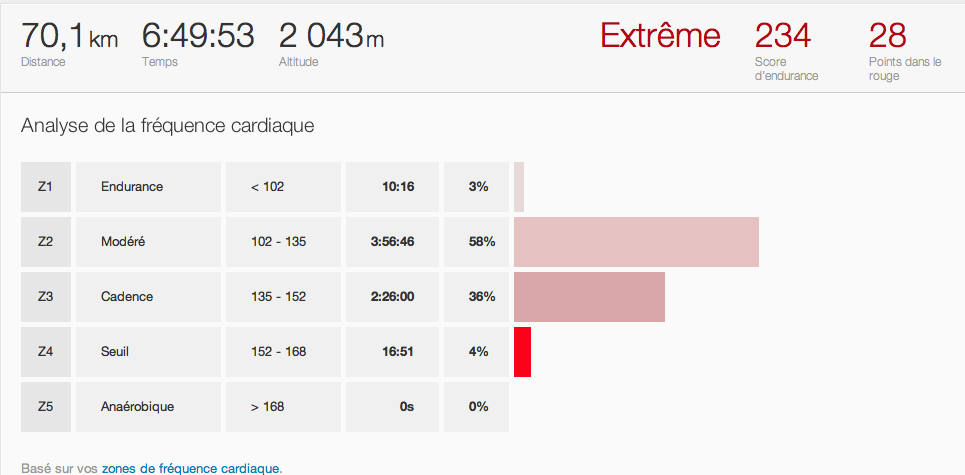 70,1 km 6:49:53 2 043 m Extrême 234 28
Distance Temps Altitude Score d'endurance Points dans le rouge
Analyse de la fréquence cardiaque
Z1 Endurance < 102 10:16 3%
Z2 Modéré 102 - 135 3:56:46 58%
Z3 Cadence 135 - 152 2:26:00 36%
Z4 Seuil 152 - 168 16:51 4%
Z5 Anaérobique > 168 0s 0%
Basé sur vos zones de fréquence cardiaque.